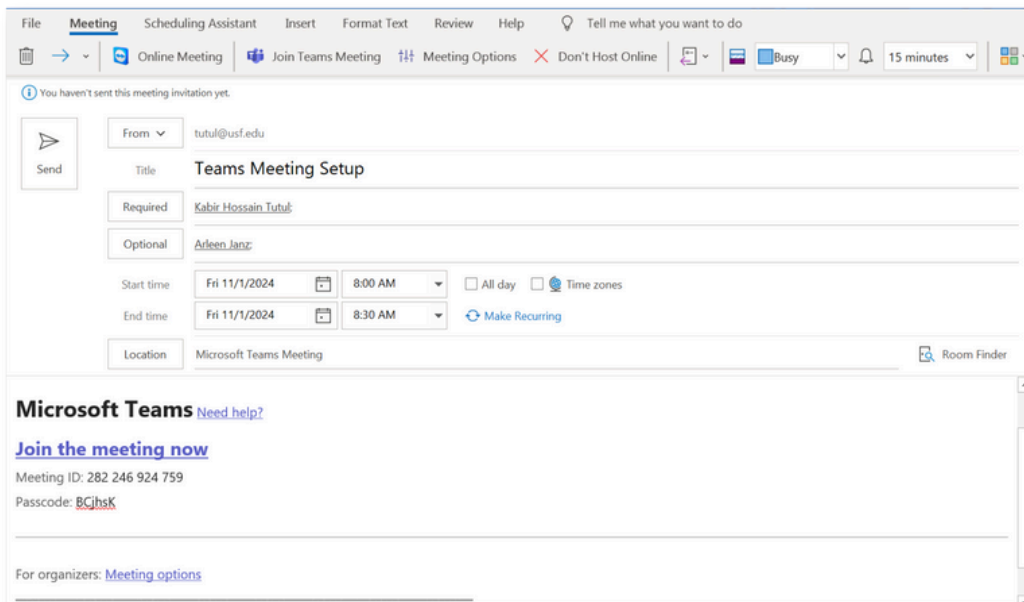 File Meeting Scheduling Assistant Insert Format Text Review Help Tell me what you want to do
Online Meeting Join Teams Meeting Meeting Options Don't Host Online Busy 15 minutes
You haven't sent this meeting invitation yet.
Send
From tutul@usf.edu
Title Teams Meeting Setup
Required Kabir Hossain Tutul;
Optional Arleen Janz;
Start time Fri 11/1/2024 8:00 AM All day Time zones
End time Fri 11/1/2024 8:30 AM Make Recurring
Location Microsoft Teams Meeting Room Finder
Microsoft Teams Need help?
Join the meeting now
Meeting ID: 282 246 924 759
Passcode: BCjhsK
For organizers: Meeting options